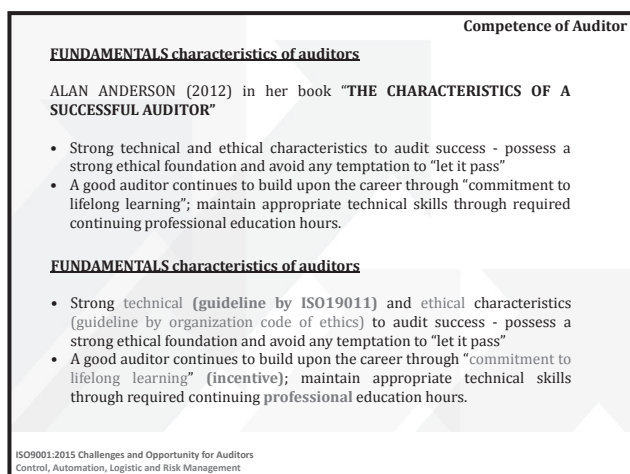 Competence of Auditor
FUNDAMENTALS characteristics of auditors
ALAN ANDERSON (2012) in her book “THE CHARACTERISTICS OF A
SUCCESSFUL AUDITOR”
• Strong technical and ethical characteristics to audit success - possess a
strong ethical foundation and avoid any temptation to “let it pass”
• A good auditor continues to build upon the career through “commitment to
lifelong learning”; maintain appropriate technical skills through required
continuing professional education hours.
FUNDAMENTALS characteristics of auditors
• Strong technical (guideline by ISO19011) and ethical characteristics
(guideline by organization code of ethics) to audit success - possess a
strong ethical foundation and avoid any temptation to “let it pass”
• A good auditor continues to build upon the career through “commitment to
lifelong learning” (incentive); maintain appropriate technical skills
through required continuing professional education hours.
ISO9001:2015 Challenges and Opportunity for Auditors
Control, Automation, Logistic and Risk Management